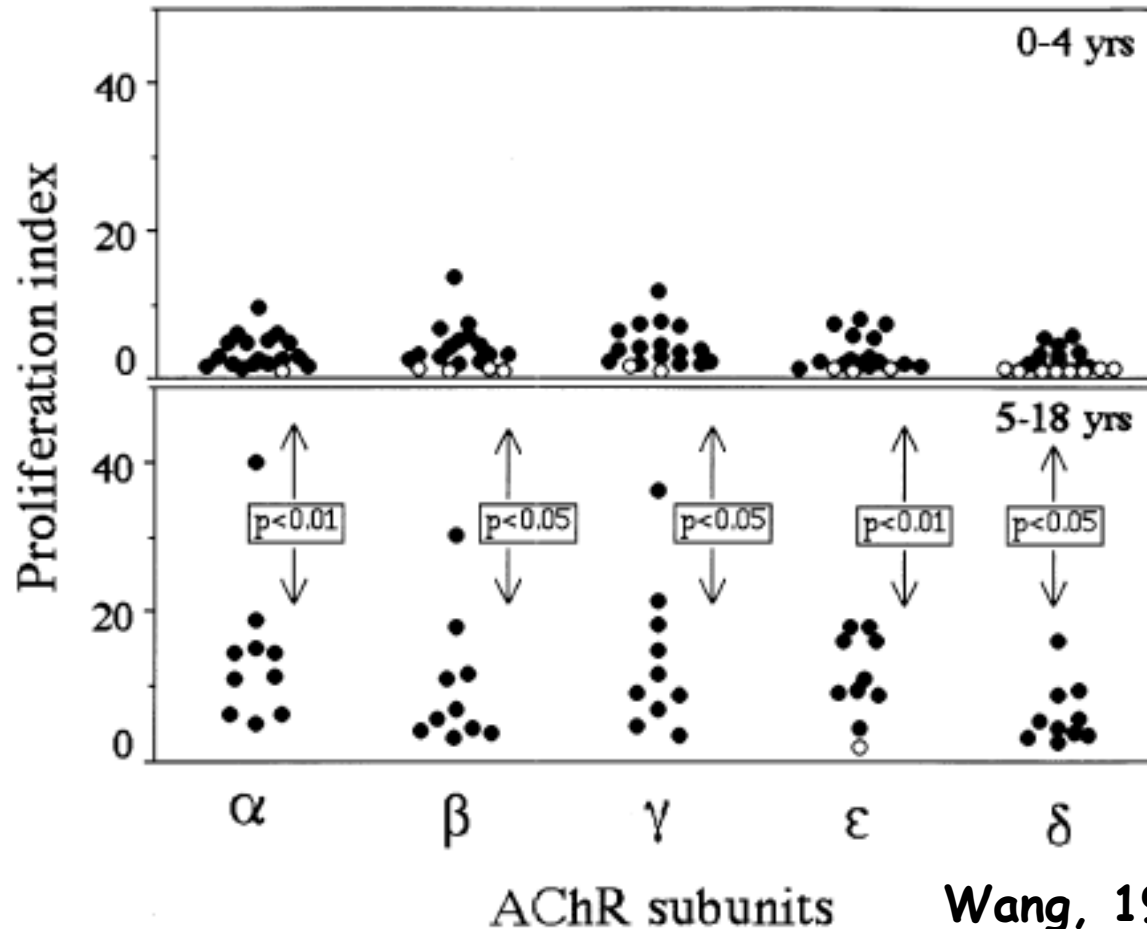 0-4 yrs
40
20
0
Proliferation index
5-18 yrs
40
p<0.01
p<0.05
p<0.05
p<0.01
p<0.05
20
0
α
β
γ
ε
δ
AChR subunits
Wang, 19